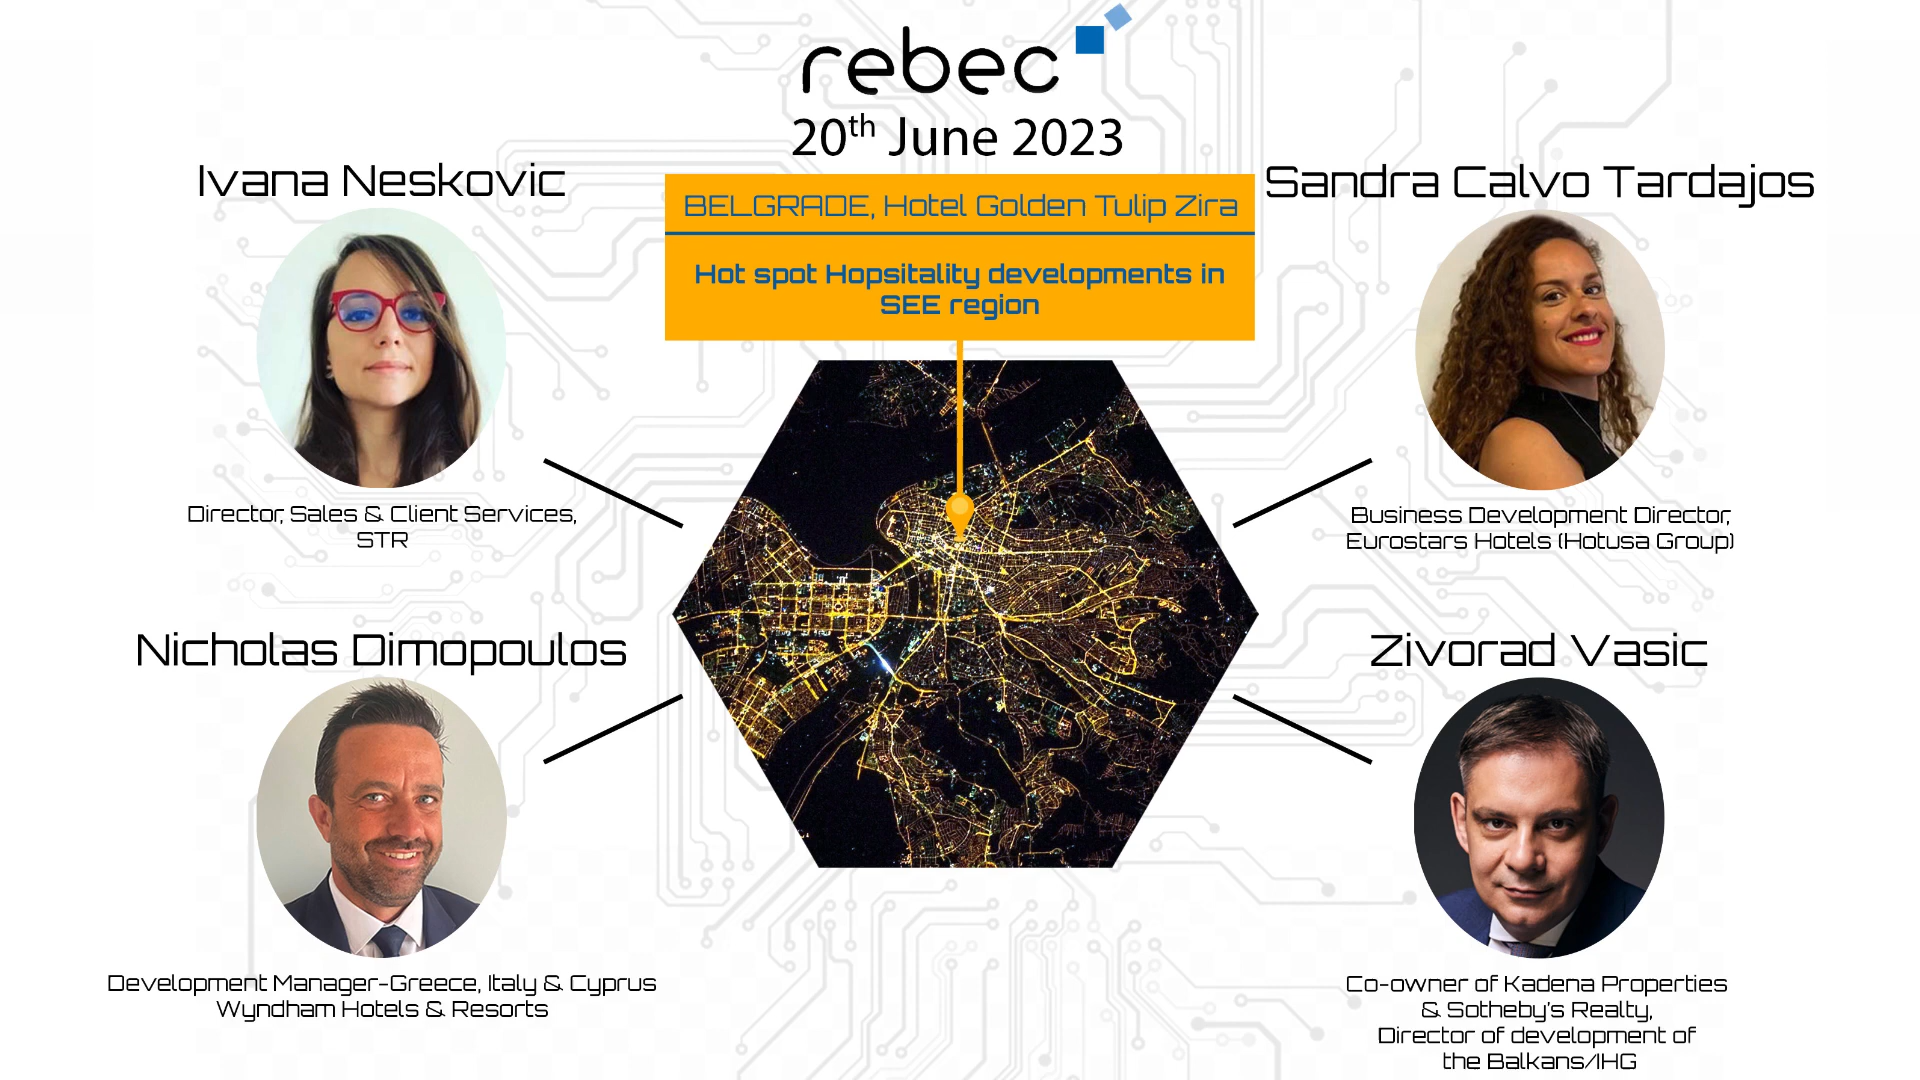 rebec
20th June 2023
BELGRADE, Hotel Golden Tulip Zira
Hot spot Hopsitality developments in
SEE region
Ivana Neskovic
Director, Sales & Client Services,
STR
Sandra Calvo Tardajos
Business Development Director,
Eurostars Hotels (Hotusa Group)
Nicholas Dimopoulos
Development Manager-Greece, Italy & Cyprus
Wyndham Hotels & Resorts
Zivorad Vasic
Co-owner of Kadena Properties
& Sotheby's Realty,
Director of development of
the Balkans/IHG